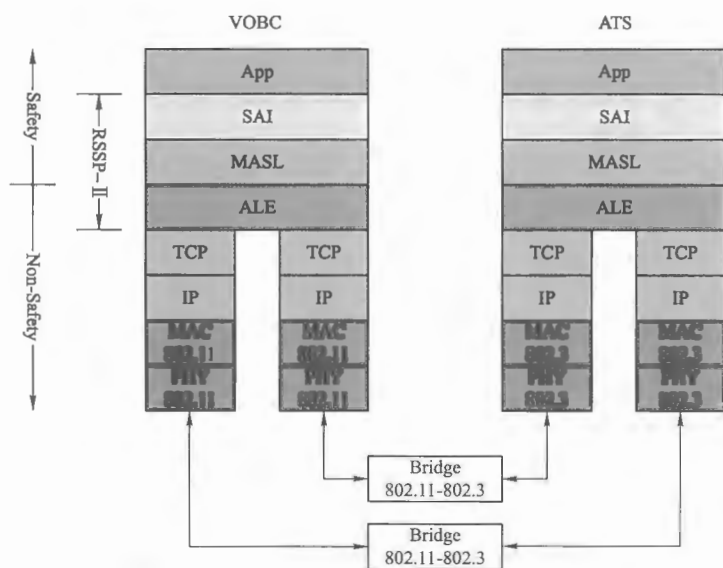 VOBC
ATS
Safety
Non-Safety
RSSP-Ⅱ
App
SAI
MASL
ALE
TCP
TCP
IP
IP
MAC
802.11
MAC
802.11
PHY
802.11
PHY
802.11
App
SAI
MASL
ALE
TCP
TCP
IP
IP
MAC
802.3
MAC
802.3
PHY
802.3
PHY
802.3
Bridge
802.11-802.3
Bridge
802.11-802.3